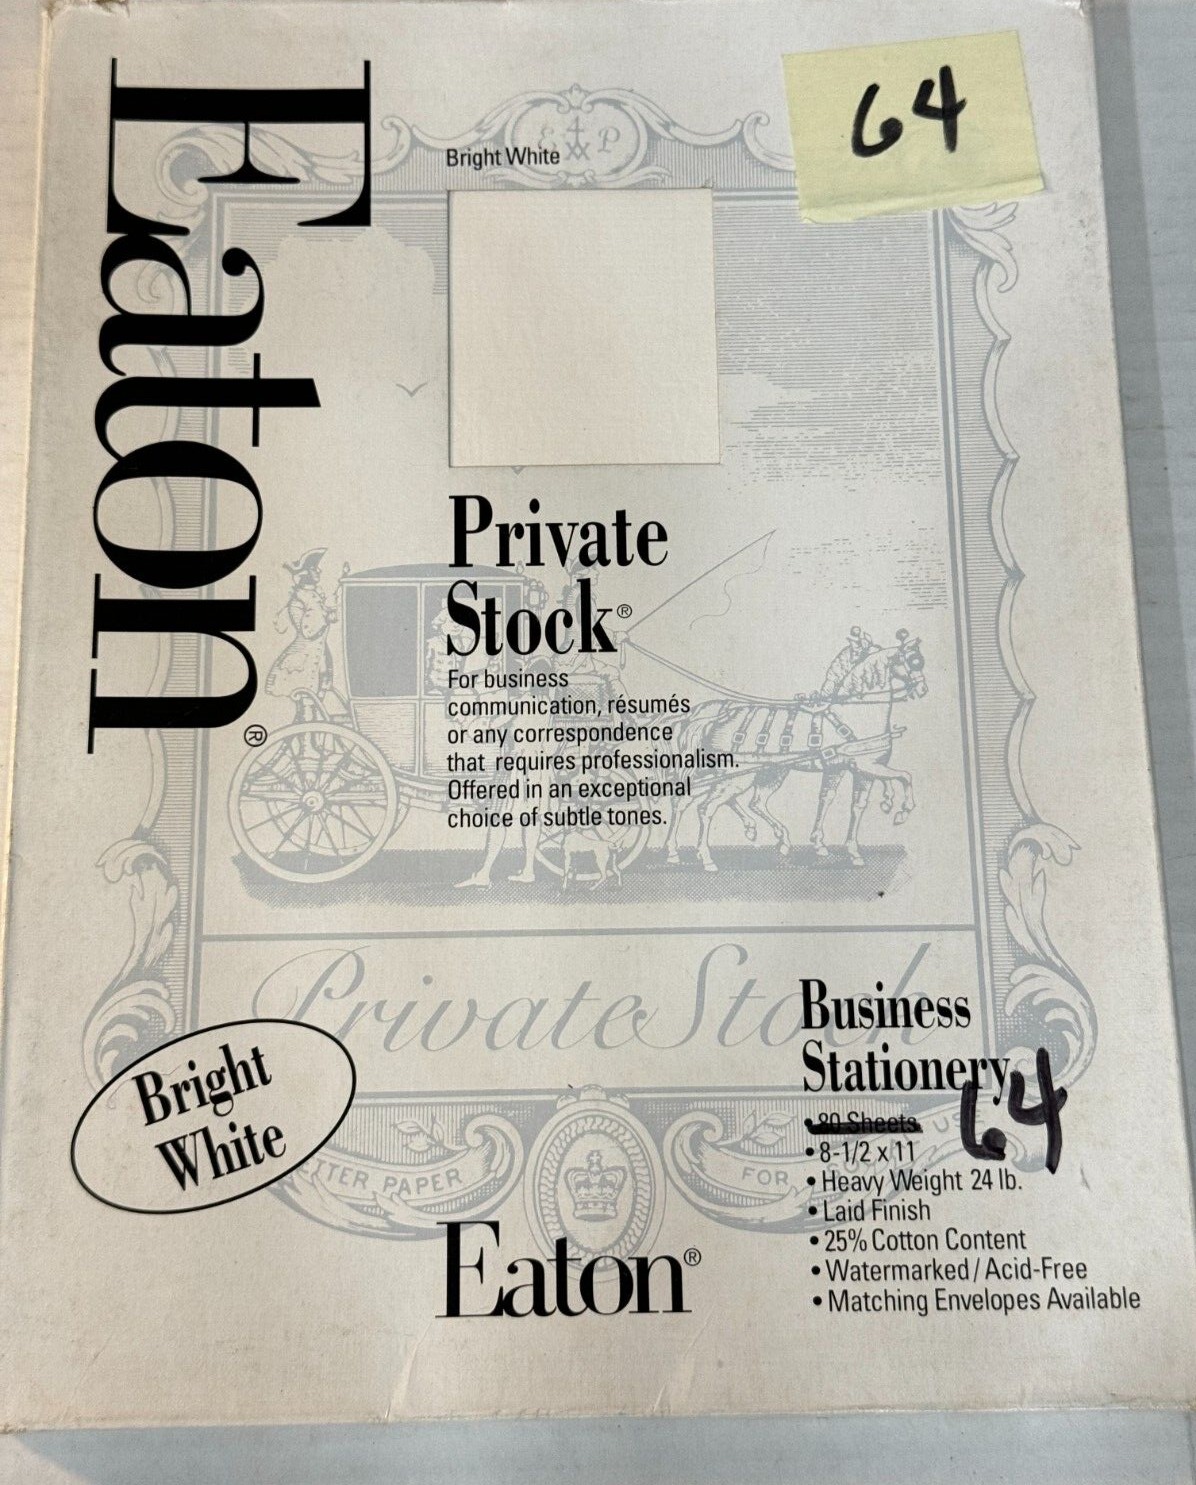 Eaton®
64
E P
Bright White
Private
Stock®
For business
communication, résumés
or any correspondence
that requires professionalism.
Offered in an exceptional
choice of subtle tones.
Private Stock
Bright
White
Business
Stationery
64
• 80 Sheets
• 8-1/2 x 11
• Heavy Weight 24 lb.
• Laid Finish
• 25% Cotton Content
• Watermarked/Acid-Free
• Matching Envelopes Available
PAPER
FOR
Eaton®